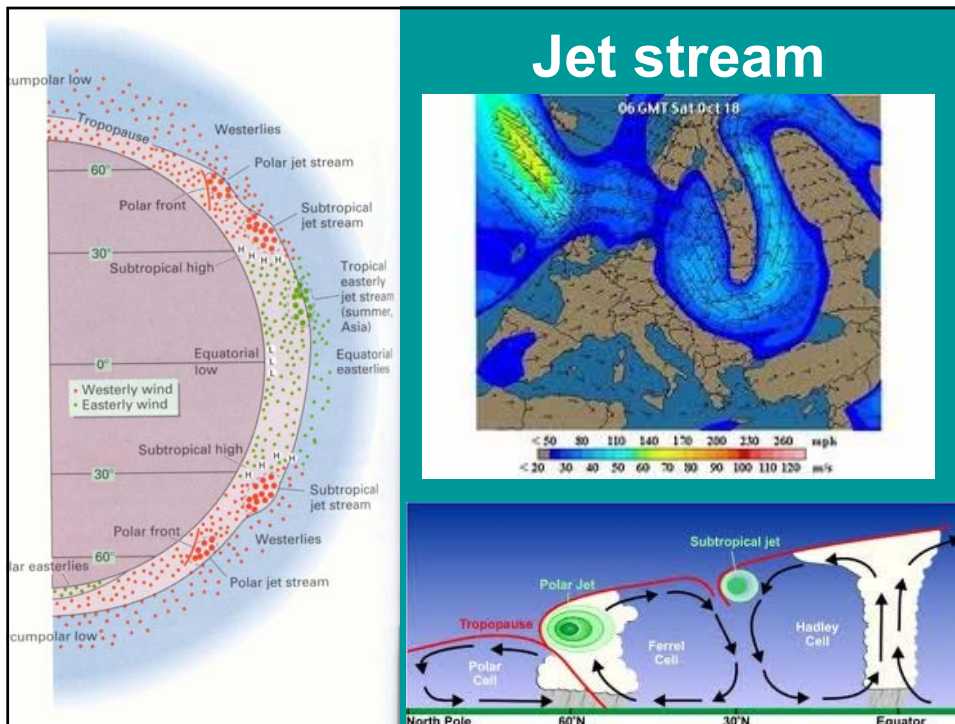 Jet stream
cumpolar low
Tropopause
Westerlies
60°
Polar jet stream
Polar front
Subtropical
jet stream
30°
Subtropical high
H H H H
Tropical
easterly
jet stream
(summer,
Asia)
Equatorial
low
0°
L
L
L
Equatorial
easterlies
• Westerly wind
• Easterly wind
Subtropical high
30°
H H H H
Subtropical
jet stream
Polar front
Westerlies
60°
lar easterlies
Polar jet stream
cumpolar low
06 GMT Sat Oct 18
< 50 80 110 140 170 200 230 260 mph
< 20 30 40 50 60 70 80 90 100 110 120 m/s
Subtropical jet
Polar Jet
Tropopause
Polar
Cell
Ferrel
Cell
Hadley
Cell
North Pole 60°N 30°N Equator